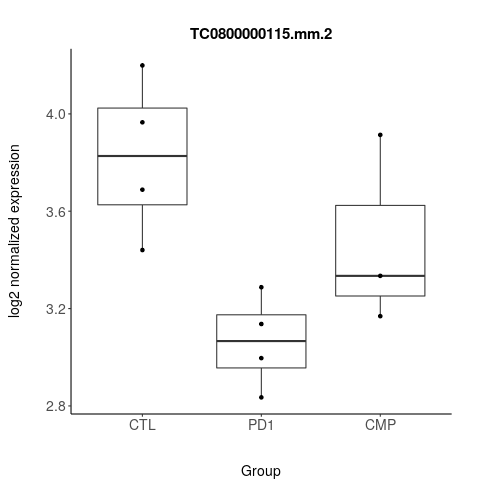 TC0800000115.mm.2
log2 normalized expression
4.0
3.6
3.2
2.8
CTL PD1 CMP
Group